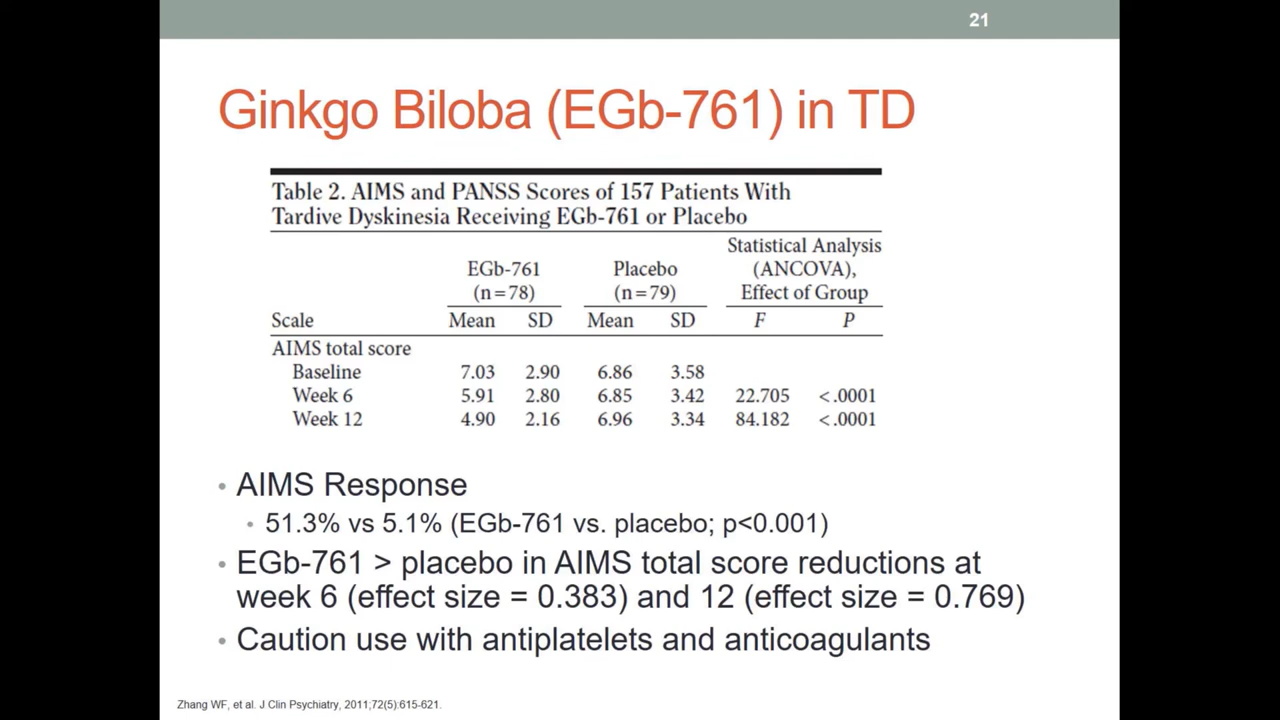 21
Ginkgo Biloba (EGb-761) in TD
Table 2. AIMS and PANSS Scores of 157 Patients With
Tardive Dyskinesia Receiving EGb-761 or Placebo
Statistical Analysis
EGb-761 Placebo (ANCOVA),
(n=78) (n=79) Effect of Group
Scale Mean SD Mean SD F P
AIMS total score
Baseline 7.03 2.90 6.86 3.58
Week 6 5.91 2.80 6.85 3.42 22.705 <.0001
Week 12 4.90 2.16 6.96 3.34 84.182 <.0001
• AIMS Response
• 51.3% vs 5.1% (EGb-761 vs. placebo; p<0.001)
• EGb-761 > placebo in AIMS total score reductions at
week 6 (effect size = 0.383) and 12 (effect size = 0.769)
• Caution use with antiplatelets and anticoagulants
Zhang WF, et al. J Clin Psychiatry, 2011;72(5):615-621.